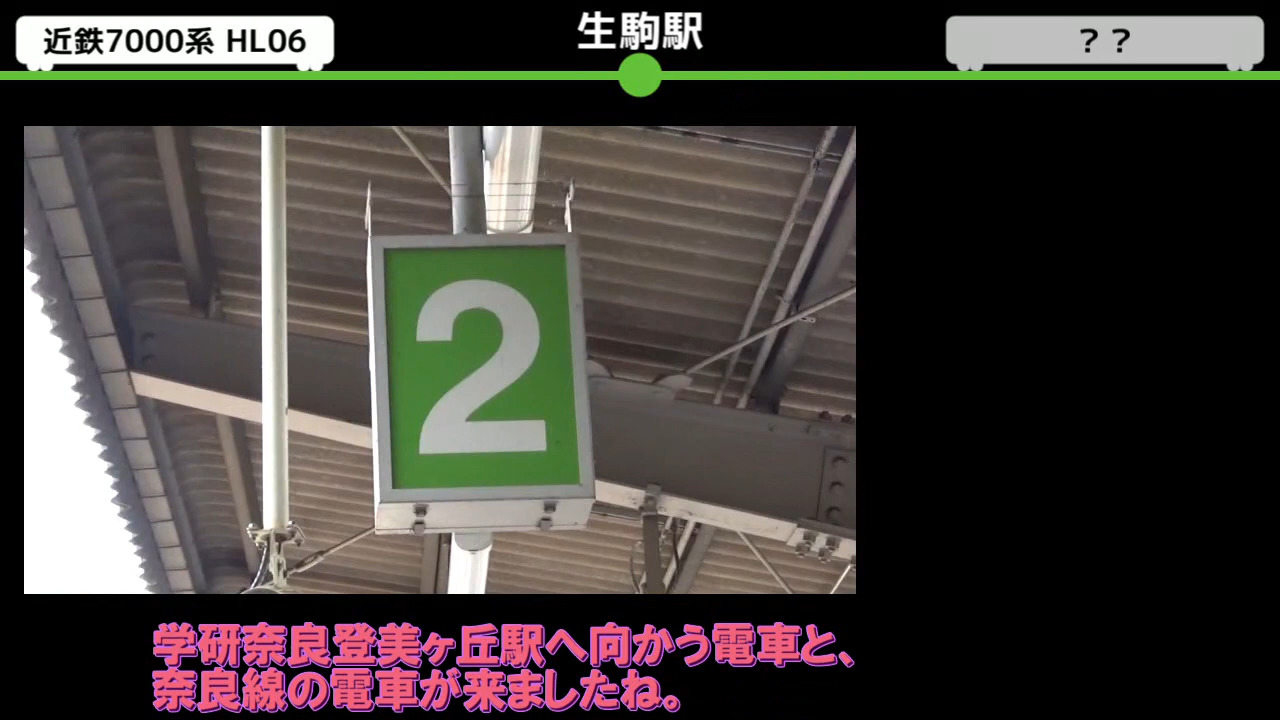 近鉄7000系 HL06
生駒駅
？？
2
学研奈良登美ヶ丘駅へ向かう電車と、
奈良線の電車が来ましたね。